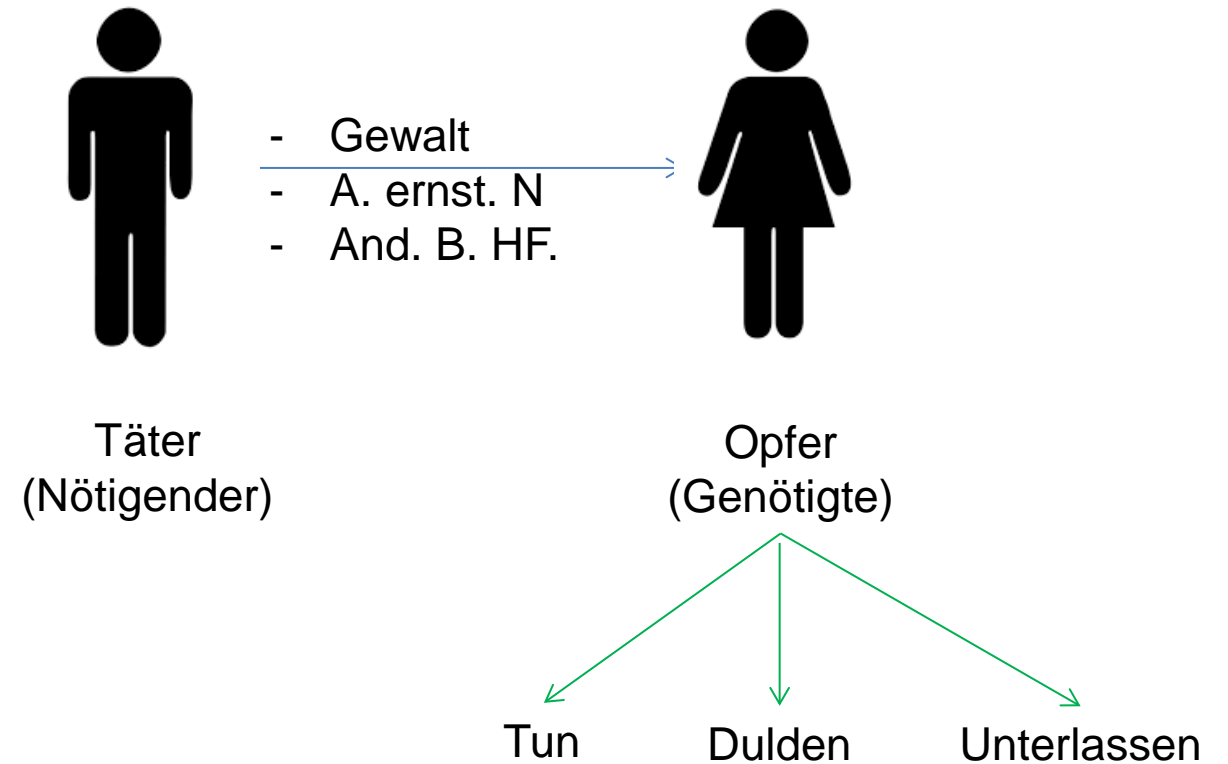 - Gewalt
- A. ernst. N
- And. B. HF.
Täter
(Nötigender)
Opfer
(Genötigte)
Tun
Dulden
Unterlassen